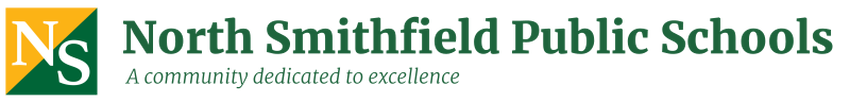 NS
North Smithfield Public Schools
A community dedicated to excellence